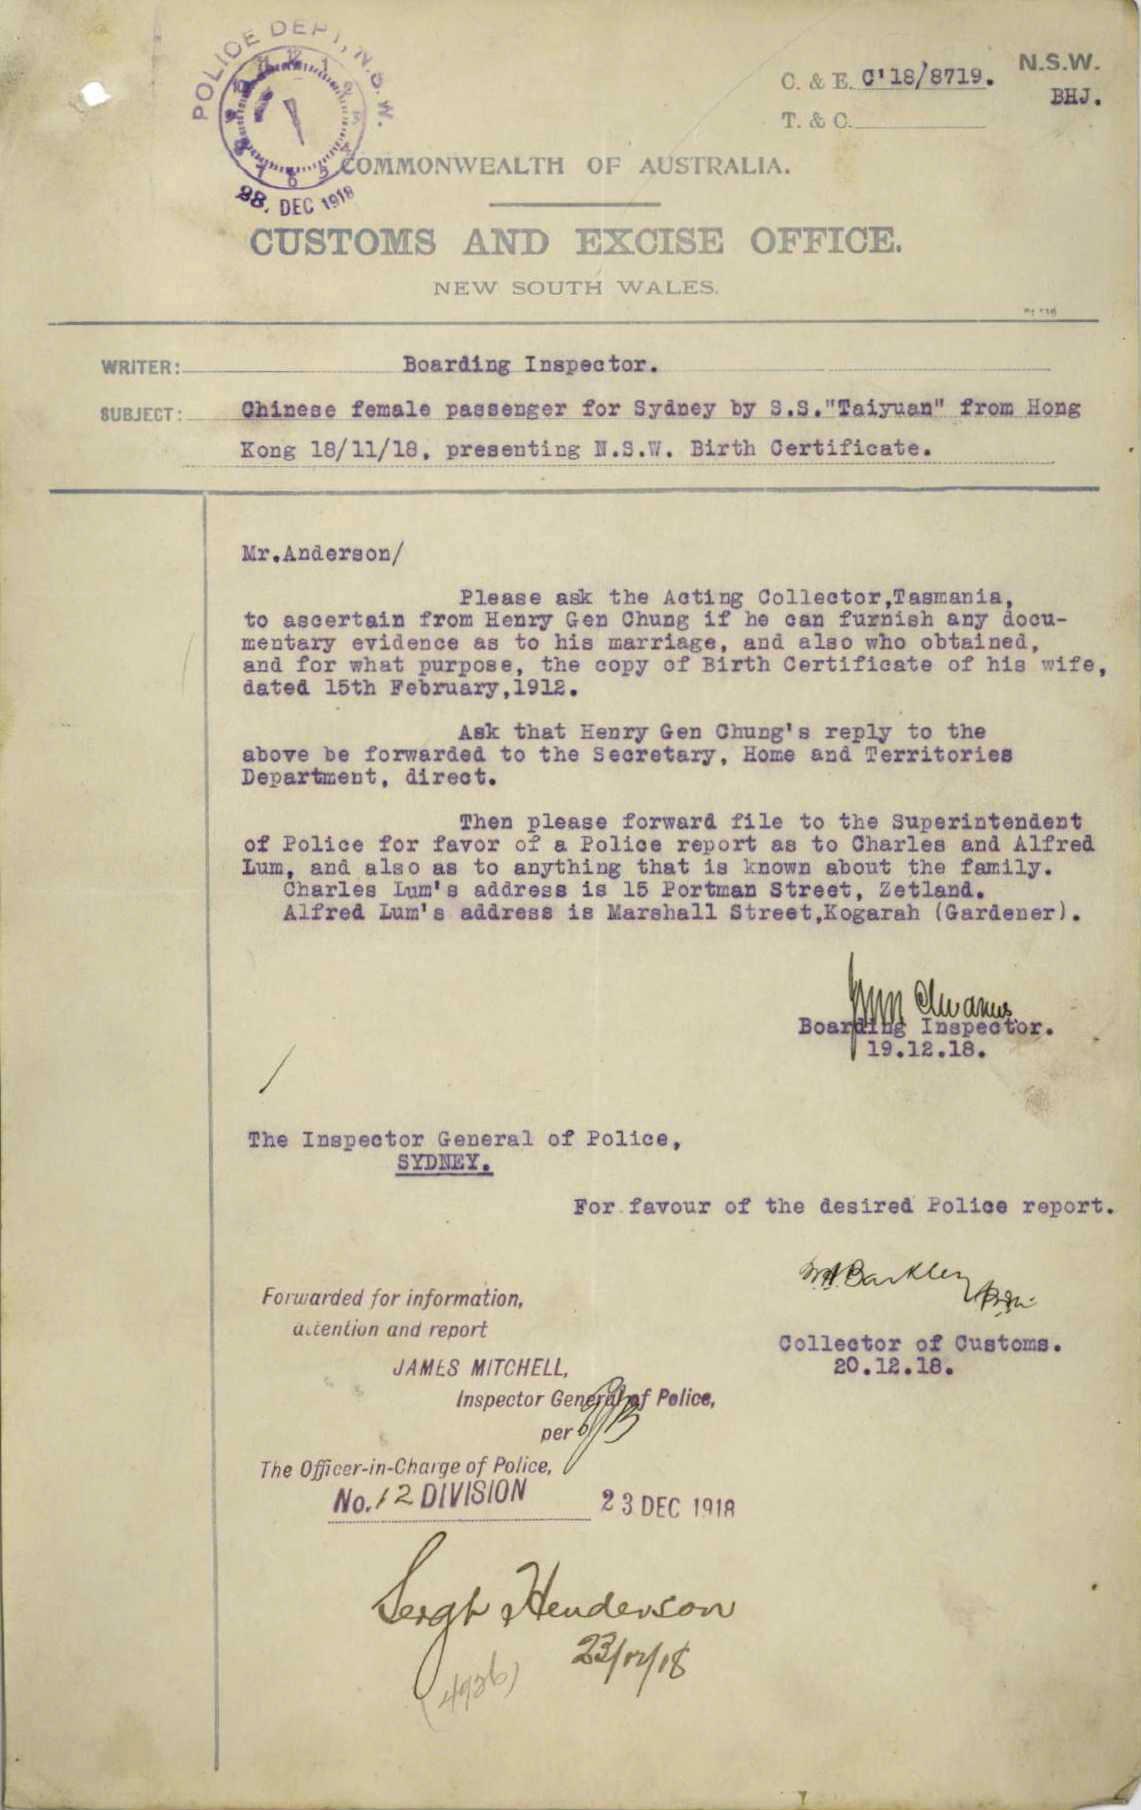 POLICE DEPT, N.S.W.
28. DEC 1918
C. & E. C'18/8719.
N.S.W.
BHJ.
T. & C.
COMMONWEALTH OF AUSTRALIA.
CUSTOMS AND EXCISE OFFICE.
NEW SOUTH WALES.
WRITER: Boarding Inspector.
SUBJECT: Chinese female passenger for Sydney by S.S."Taiyuan" from Hong
Kong 18/11/18, presenting N.S.W. Birth Certificate.
Mr.Anderson/
Please ask the Acting Collector,Tasmania,
to ascertain from Henry Gen Chung if he can furnish any docu-
mentary evidence as to his marriage, and also who obtained,
and for what purpose, the copy of Birth Certificate of his wife,
dated 15th February,1912.
Ask that Henry Gen Chung's reply to the
above be forwarded to the Secretary, Home and Territories
Department, direct.
Then please forward file to the Superintendent
of Police for favor of a Police report as to Charles and Alfred
Lum, and also as to anything that is known about the family.
Charles Lum's address is 15 Portman Street, Zetland.
Alfred Lum's address is Marshall Street,Kogarah (Gardener).
Boarding Inspector.
19.12.18.
The Inspector General of Police,
SYDNEY.
For favour of the desired Police report.
Barkley
Collector of Customs.
20.12.18.
Forwarded for information,
attention and report
JAMES MITCHELL,
Inspector General of Police,
per
The Officer-in-Charge of Police,
No. 12 DIVISION
23 DEC 1918
Sergt Henderson
23/12/18
(4926)